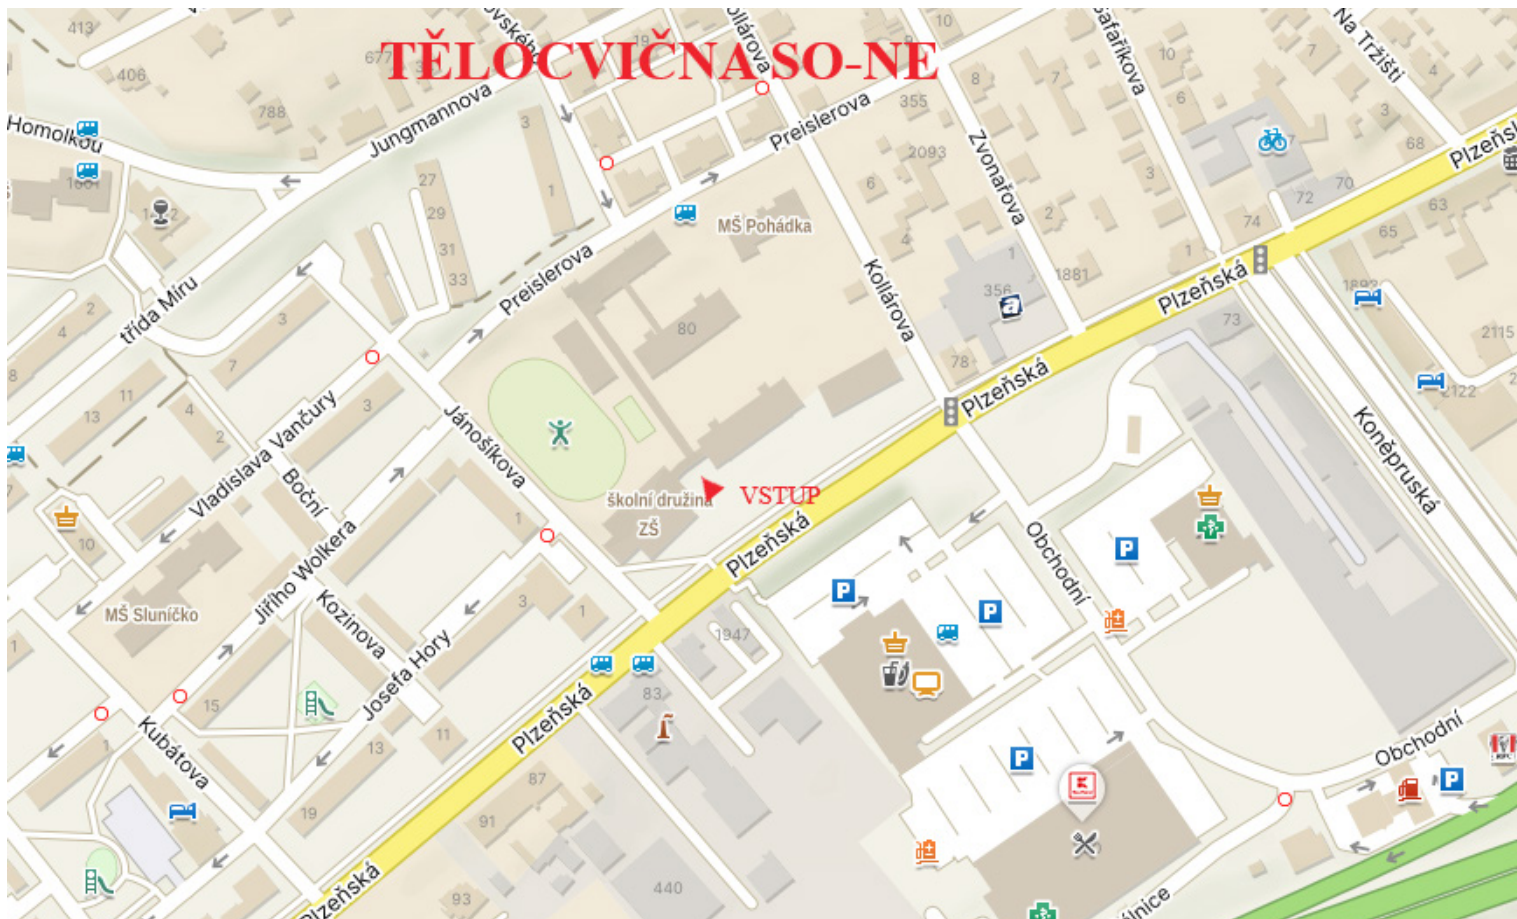 413
TĚLOCVIČNA SO-NE
ovského
19
Kollárova
10
Šafaříkova
Na Tržišti
677
406
788
Jungmannova
3
Preislerova
355
8
7
10
7
4
6
3
Homolkou
1
27
29
31
33
2093
6
4
Zvonařova
2
3
68
Plzeňská
70
72
74
63
65
MŠ Pohádka
třída Míru
Preislerova
Kollárova
1
356
1881
1
Plzeňská
1892
2
4
3
7
80
73
2115
78
Plzeňská
2122
8
11
13
3
4
2
Vladislava Vančury
Jánošíkova
Koněpruská
Boční
školní družina
VSTUP
ZŠ
1
10
Jiřího Wolkera
Plzeňská
Obchodní
P
P
P
MŠ Sluníčko
Kozinova
3
1
1947
1
Josefa Hory
15
83
Kubátova
1
13
11
Plzeňská
P
Obchodní
KFC
P
K
19
87
91
93
440
Plzeňská
álnice